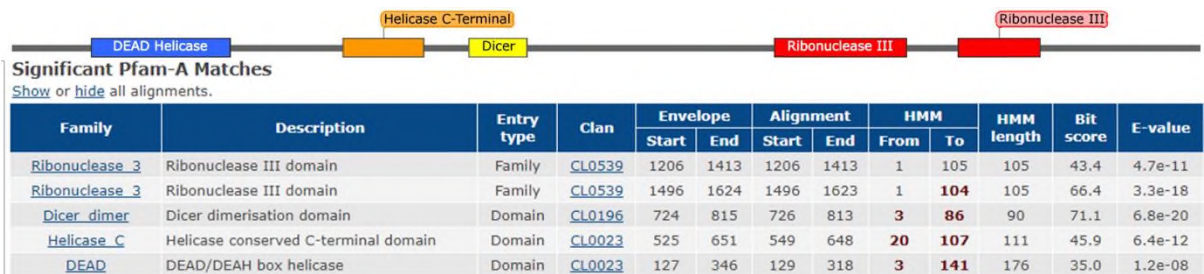 Helicase C-Terminal Ribonuclease III
DEAD Helicase Dicer Ribonuclease III
Significant Pfam-A Matches
Show or hide all alignments.
Family Description Entry type Clan Envelope Alignment HMM HMM length Bit score E-value
Start End Start End From To
Ribonuclease_3 Ribonuclease III domain Family CL0539 1206 1413 1206 1413 1 105 105 43.4 4.7e-11
Ribonuclease_3 Ribonuclease III domain Family CL0539 1496 1624 1496 1623 1 104 105 66.4 3.3e-18
Dicer_dimer Dicer dimerisation domain Domain CL0196 724 815 726 813 3 86 90 71.1 6.8e-20
Helicase_C Helicase conserved C-terminal domain Domain CL0023 525 651 549 648 20 107 111 45.9 6.4e-12
DEAD DEAD/DEAH box helicase Domain CL0023 127 346 129 318 3 141 176 35.0 1.2e-08